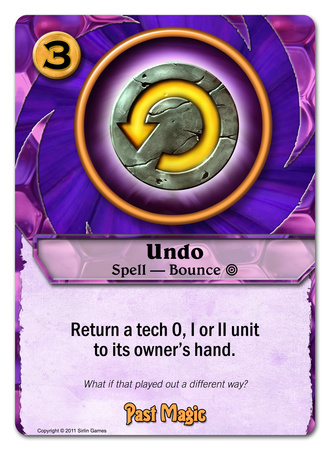 3
Undo
Spell — Bounce ◎
Return a tech 0, I or II unit
to its owner's hand.
What if that played out a different way?
Past Magic
Copyright © 2011 Sirlin Games